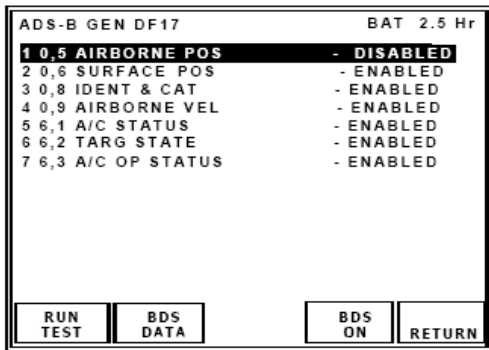 ADS-B GEN DF17 BAT 2.5 Hr
1 0,5 AIRBORNE POS - DISABLED
2 0,6 SURFACE POS - ENABLED
3 0,8 IDENT & CAT - ENABLED
4 0,9 AIRBORNE VEL - ENABLED
5 6,1 A/C STATUS - ENABLED
6 6,2 TARG STATE - ENABLED
7 6,3 A/C OP STATUS - ENABLED
RUN TEST
BDS DATA
BDS ON
RETURN